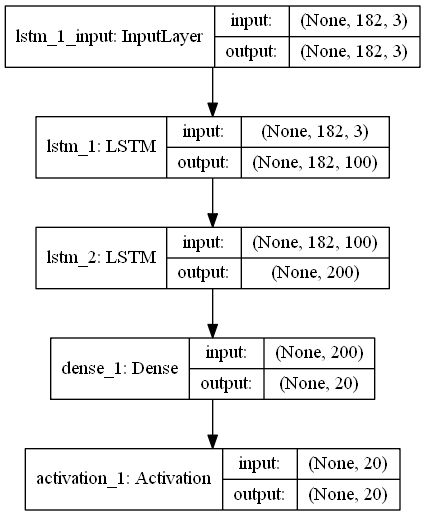 lstm_1_input: InputLayer
input: (None, 182, 3)
output: (None, 182, 3)
lstm_1: LSTM
input: (None, 182, 3)
output: (None, 182, 100)
lstm_2: LSTM
input: (None, 182, 100)
output: (None, 200)
dense_1: Dense
input: (None, 200)
output: (None, 20)
activation_1: Activation
input: (None, 20)
output: (None, 20)